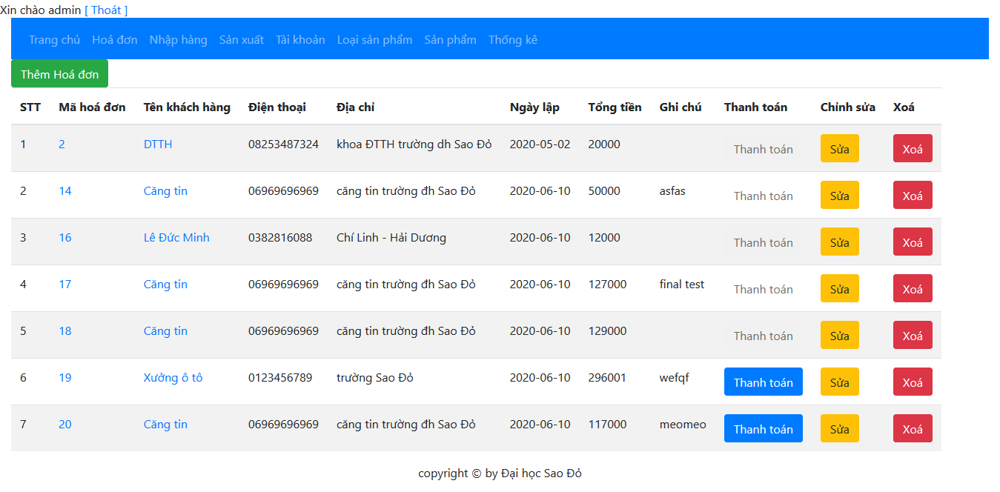 Xin chào admin [ Thoát ]
Trang chủ Hoá đơn Nhập hàng Sản xuất Tài khoản Loại sản phẩm Sản phẩm Thống kê
Thêm Hoá đơn
STT Mã hoá đơn Tên khách hàng Điện thoại Địa chỉ Ngày lập Tổng tiền Ghi chú Thanh toán Chỉnh sửa Xoá
1 2 DTTH 08253487324 khoa ĐTTH trường dh Sao Đỏ 2020-05-02 20000 Thanh toán Sửa Xoá
2 14 Căng tin 06969696969 căng tin trường đh Sao Đỏ 2020-06-10 50000 asfas Thanh toán Sửa Xoá
3 16 Lê Đức Minh 0382816088 Chí Linh - Hải Dương 2020-06-10 12000 Thanh toán Sửa Xoá
4 17 Căng tin 06969696969 căng tin trường đh Sao Đỏ 2020-06-10 127000 final test Thanh toán Sửa Xoá
5 18 Căng tin 06969696969 căng tin trường đh Sao Đỏ 2020-06-10 129000 Thanh toán Sửa Xoá
6 19 Xưởng ô tô 0123456789 trường Sao Đỏ 2020-06-10 296001 wefqf Thanh toán Sửa Xoá
7 20 Căng tin 06969696969 căng tin trường đh Sao Đỏ 2020-06-10 117000 meomeo Thanh toán Sửa Xoá
copyright © by Đại học Sao Đỏ